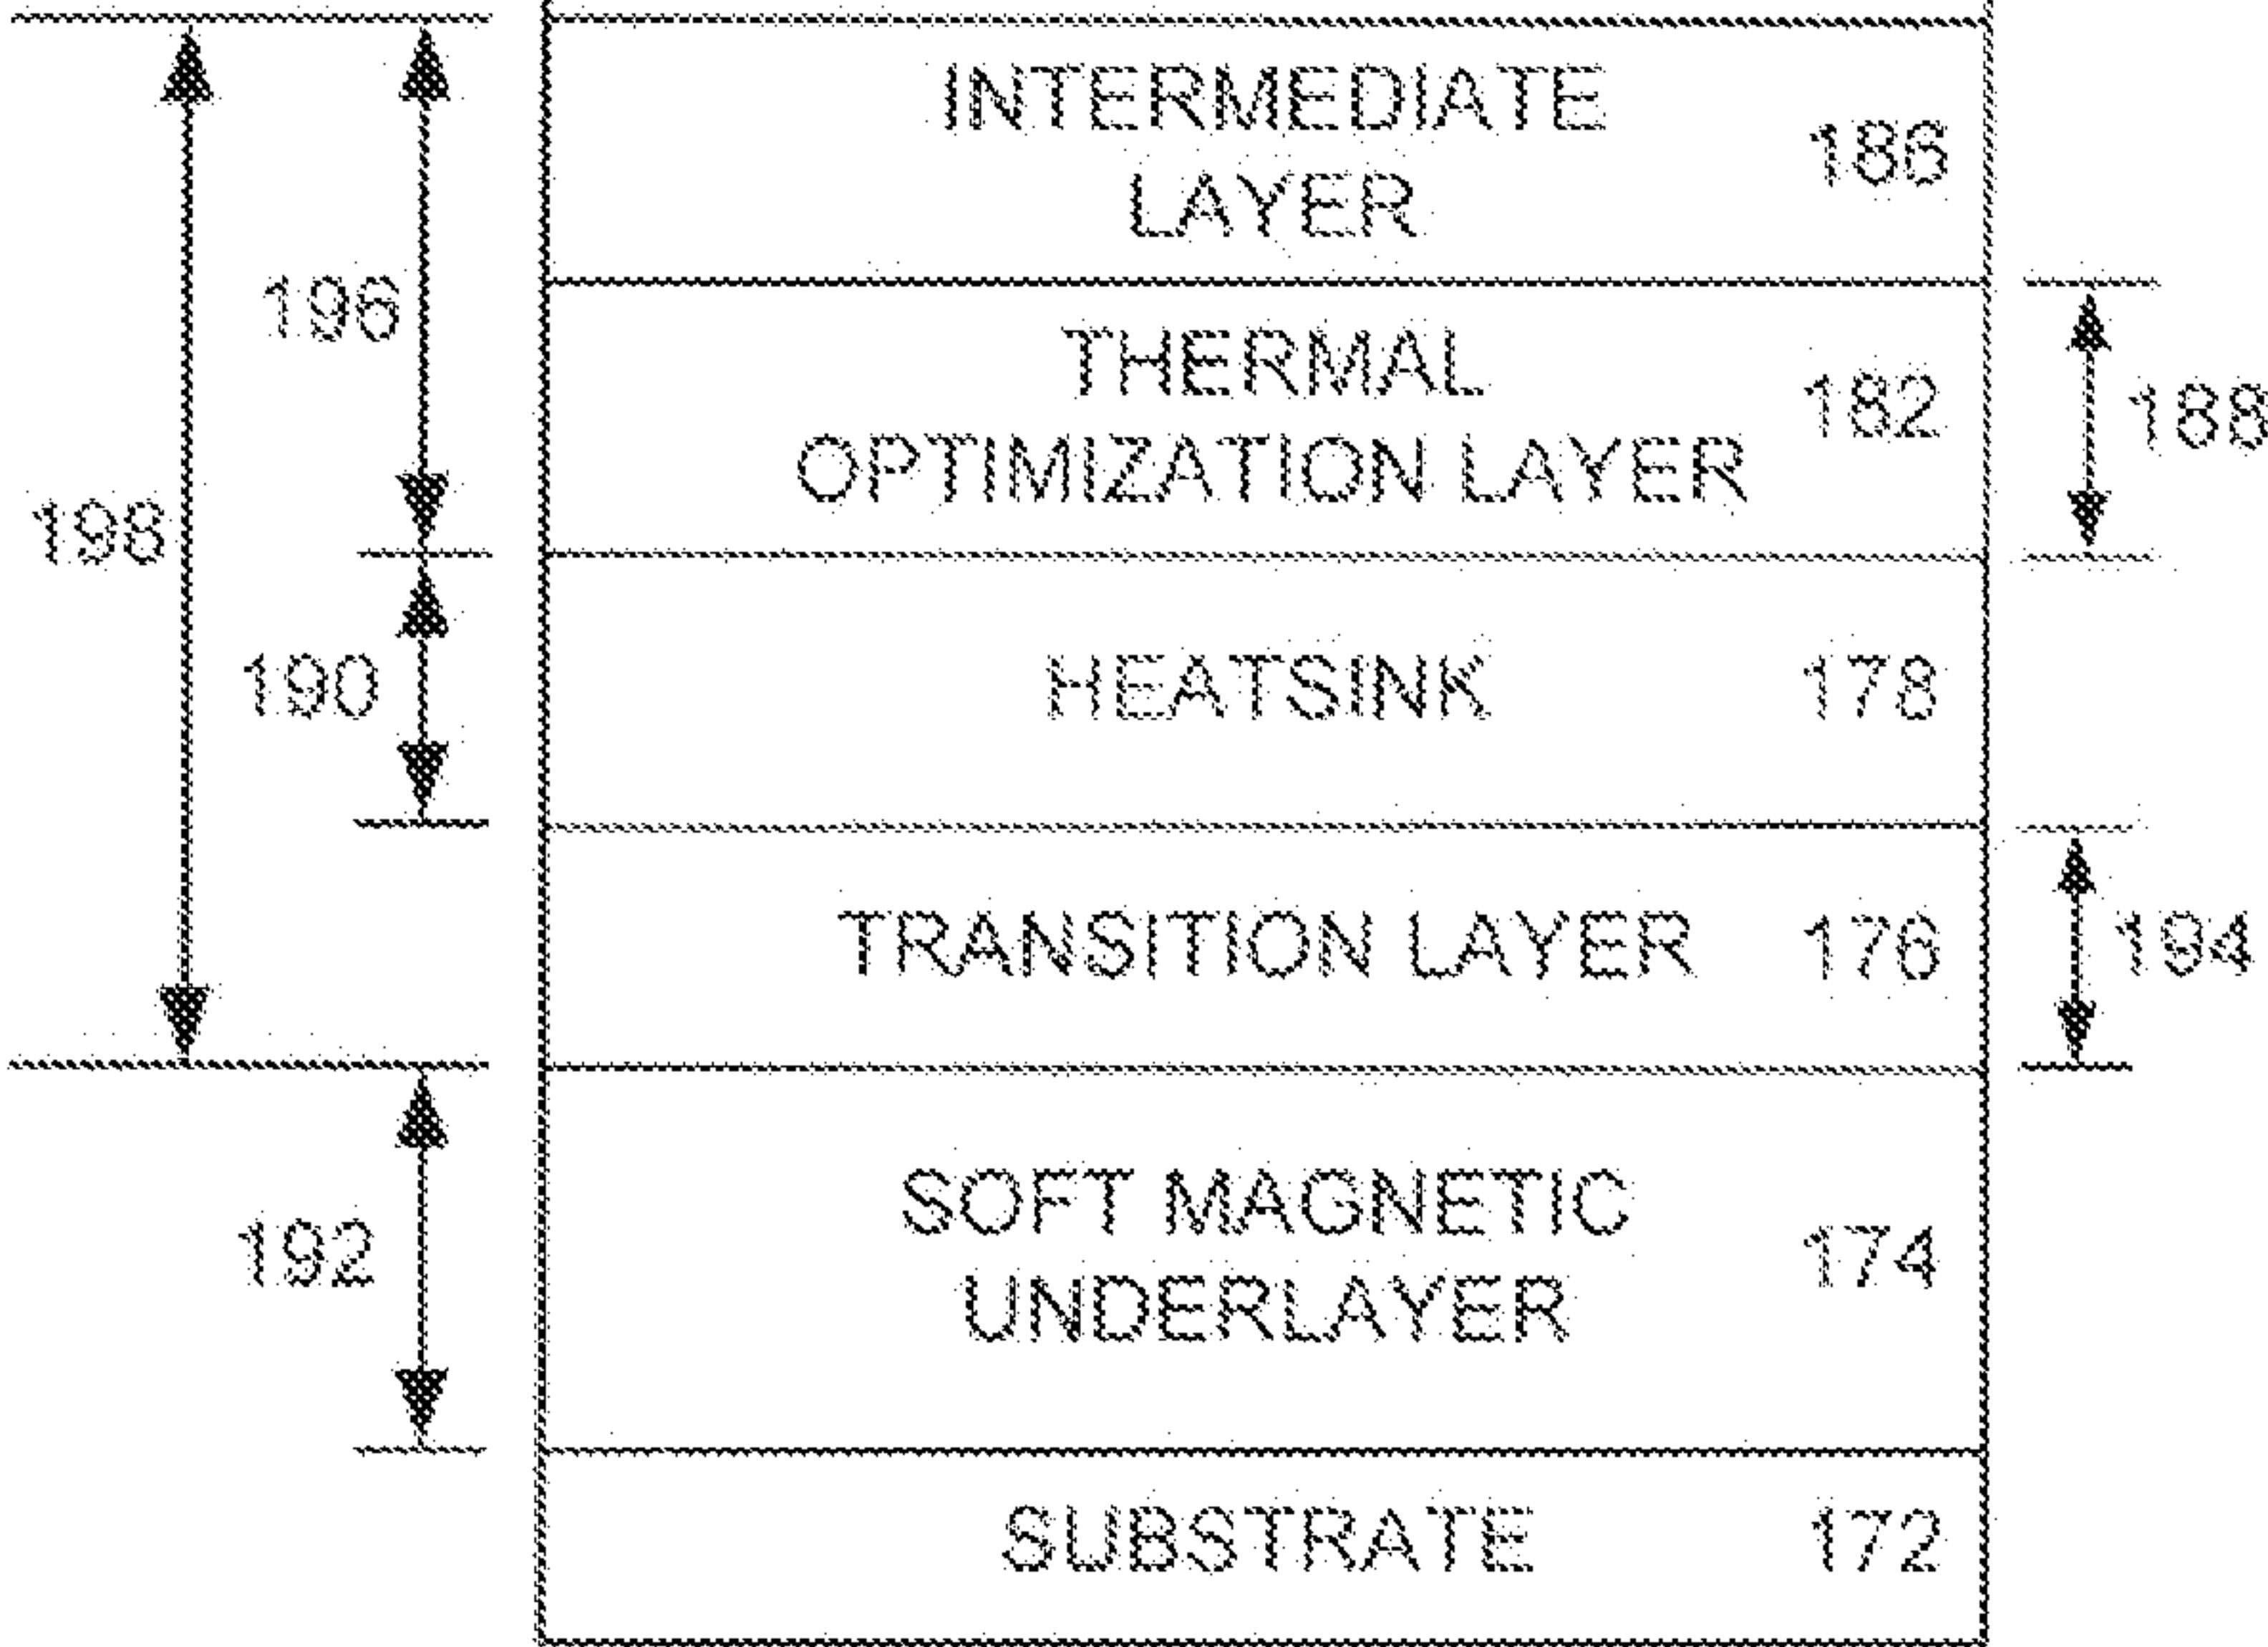 INTERMEDIATE
LAYER
186
196
THERMAL
OPTIMIZATION LAYER
182
188
198
190
HEATSINK
178
TRANSITION LAYER
176
194
192
SOFT MAGNETIC
UNDERLAYER
174
SUBSTRATE
172